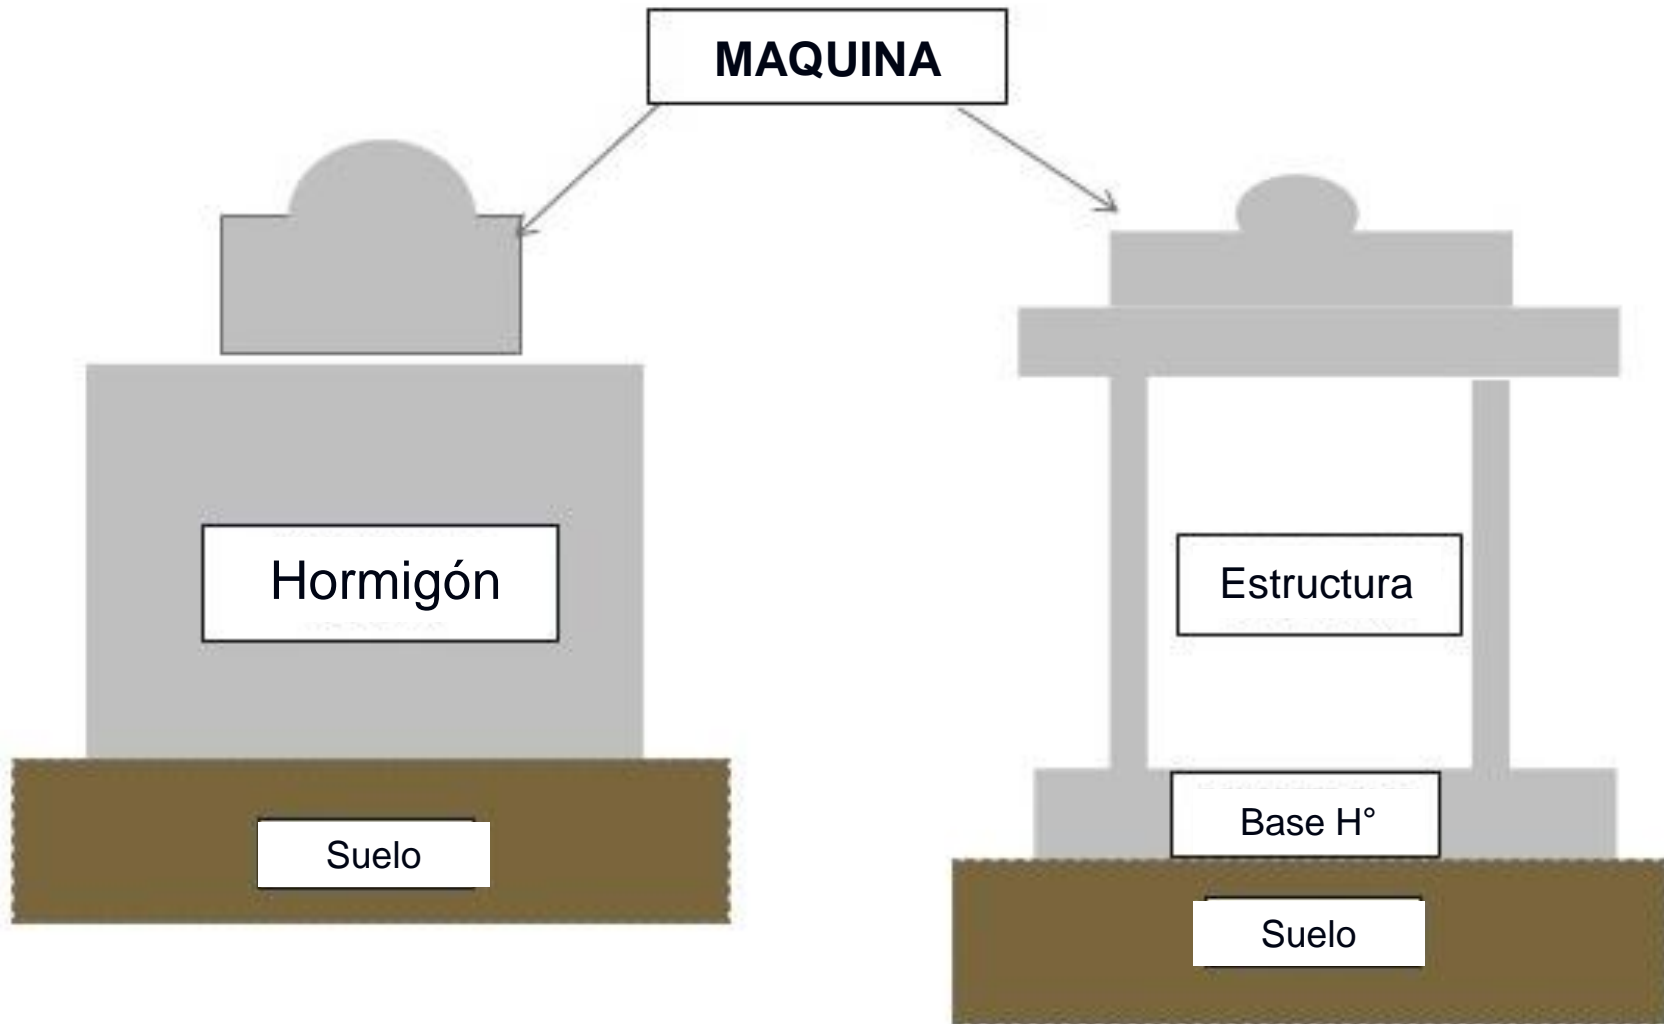 MAQUINA
Hormigón
Estructura
Base H°
Suelo
Suelo